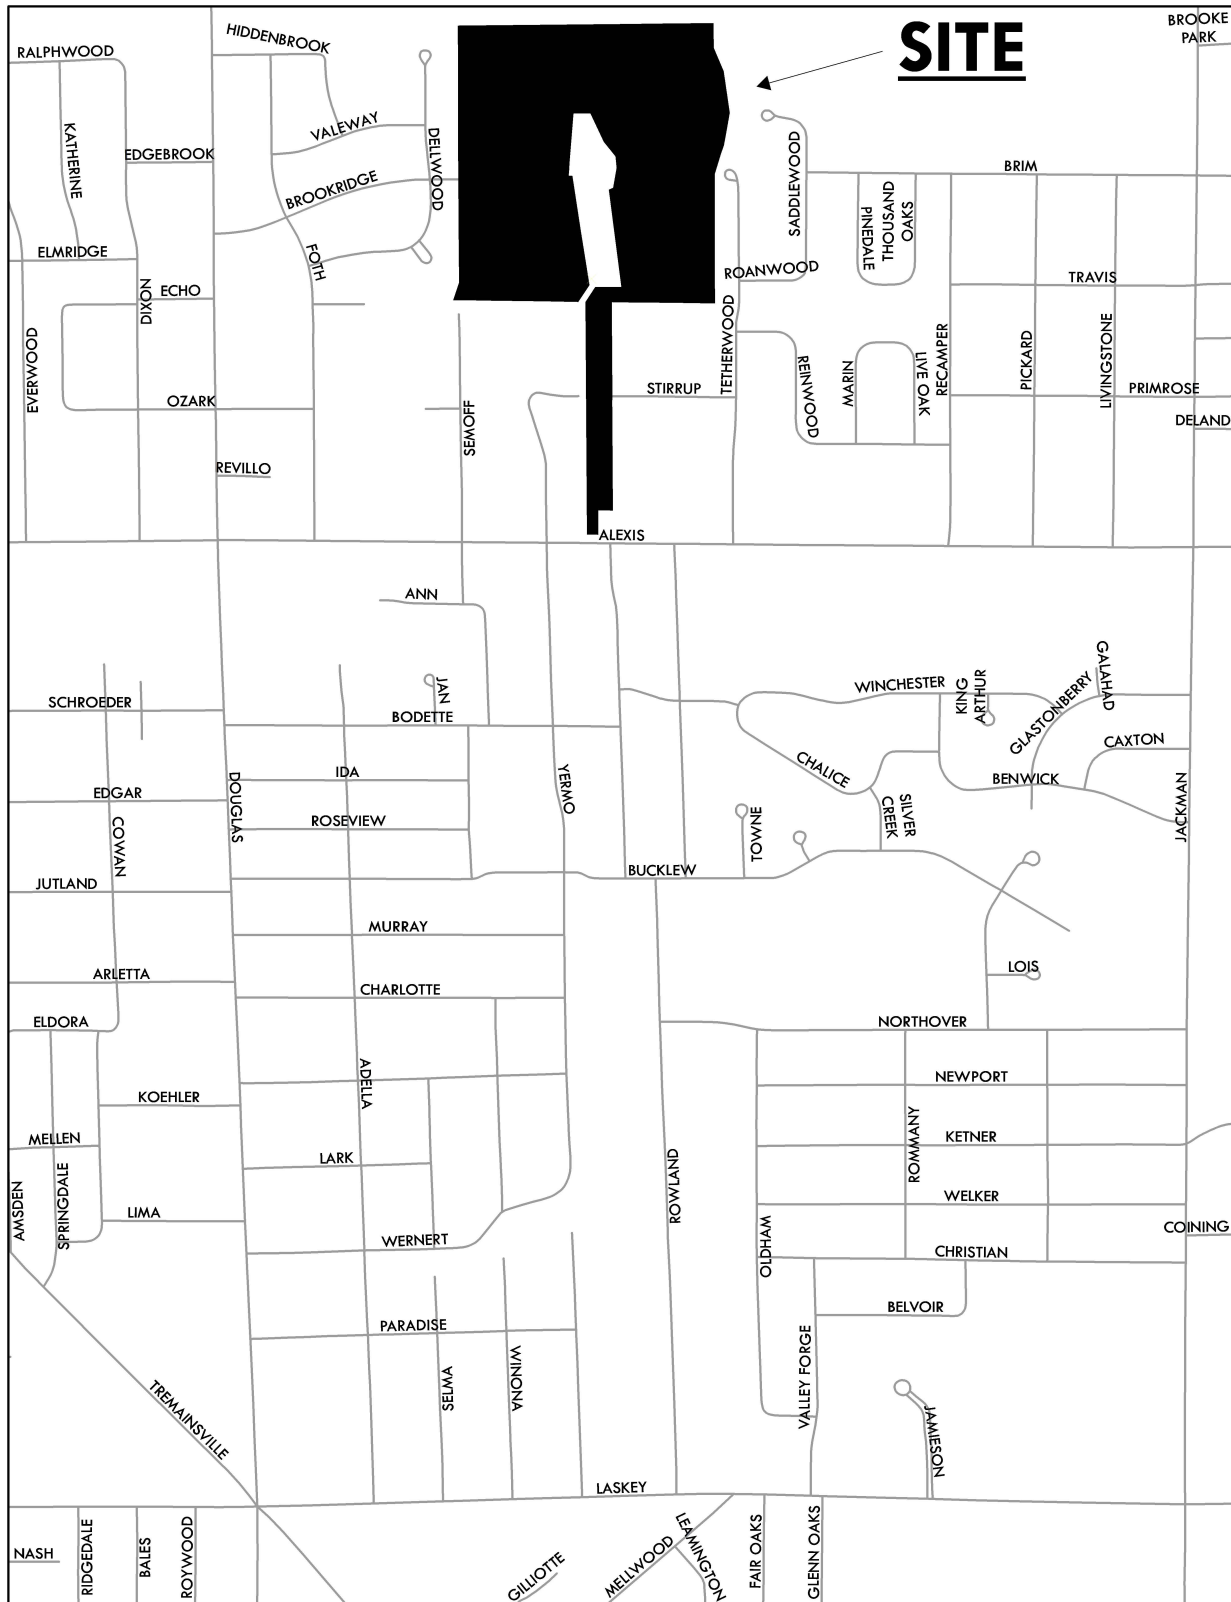 BROOKE
PARK
SITE
RALPHWOOD
HIDDENBROOK
KATHERINE
VALEWAY
DELLWOOD
EDGEBROOK
SADDLEWOOD
BRIM
BROOKRIDGE
PINEDALE
THOUSAND
OAKS
ELMRIDGE
FOTH
ROANWOOD
TRAVIS
DIXON
ECHO
EVERWOOD
TETHERWOOD
RECAMPER
PICKARD
LIVINGSTONE
REINWOOD
MARIN
LIVE OAK
STIRRUP
PRIMROSE
OZARK
SEMOFF
DELAND
REVILLO
ALEXIS
ANN
JAN
WINCHESTER
KING
ARTHUR
GLASTONBERRY
GALAHAD
SCHROEDER
BODETTE
CAXTON
IDA
YERMO
CHALICE
BENWICK
DOUGLAS
EDGAR
SILVER
CREEK
JACKMAN
COWAN
ROSEVIEW
TOWNE
BUCKLEW
JUTLAND
MURRAY
LOIS
ARLETTA
CHARLOTTE
ELDORA
NORTHOVER
ADELLA
NEWPORT
KOEHLER
ROMMANY
MELLEN
KETNER
LARK
ROWLAND
AMSDEN
SPRINGDALE
WELKER
LIMA
OLDHAM
COINING
WERNERT
CHRISTIAN
BELVOIR
PARADISE
VALLEY FORGE
SELMA
WINONA
TREMAINSVILLE
JAMIESON
LASKEY
NASH
RIDGEDALE
BALES
ROYWOOD
GILLIOTTE
MELLWOOD
LEAMINGTON
FAIR OAKS
GLENN OAKS